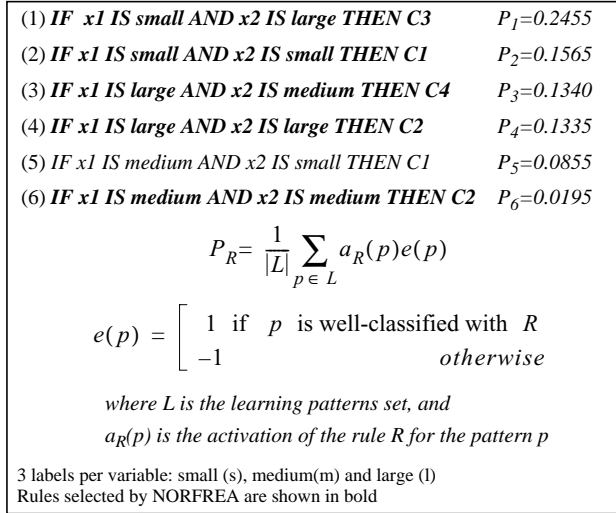 (1) IF x1 IS small AND x2 IS large THEN C3 P1=0.2455
(2) IF x1 IS small AND x2 IS small THEN C1 P2=0.1565
(3) IF x1 IS large AND x2 IS medium THEN C4 P3=0.1340
(4) IF x1 IS large AND x2 IS large THEN C2 P4=0.1335
(5) IF x1 IS medium AND x2 IS small THEN C1 P5=0.0855
(6) IF x1 IS medium AND x2 IS medium THEN C2 P6=0.0195
P_R= 1/|L| ∑_{p ∈ L} a_R(p)e(p)
e(p) = [ 1 if p is well-classified with R
−1 otherwise
where L is the learning patterns set, and
a_R(p) is the activation of the rule R for the pattern p
3 labels per variable: small (s), medium(m) and large (l)
Rules selected by NORFREA are shown in bold